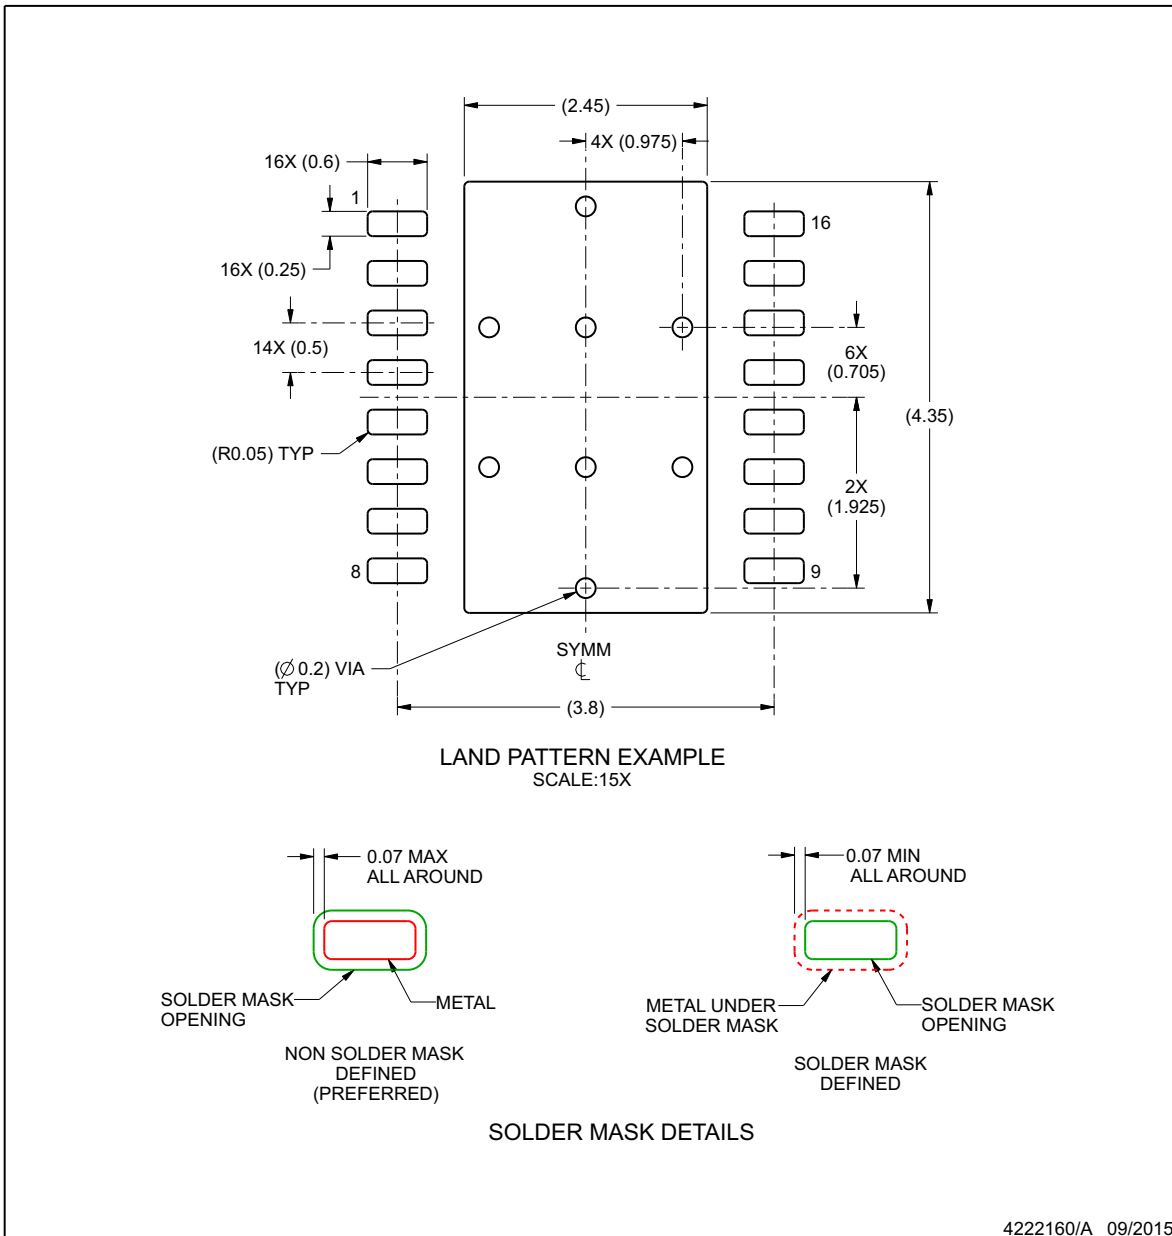 (2.45)
4X (0.975)
16X (0.6)
1
16
16X (0.25)
14X (0.5)
6X
(0.705)
(4.35)
(R0.05) TYP
2X
(1.925)
8
9
SYMM
℄
(∅ 0.2) VIA
TYP
(3.8)
LAND PATTERN EXAMPLE
SCALE:15X
0.07 MAX
ALL AROUND
0.07 MIN
ALL AROUND
SOLDER MASK
OPENING
METAL
METAL UNDER
SOLDER MASK
SOLDER MASK
OPENING
NON SOLDER MASK
DEFINED
(PREFERRED)
SOLDER MASK
DEFINED
SOLDER MASK DETAILS
4222160/A 09/2015